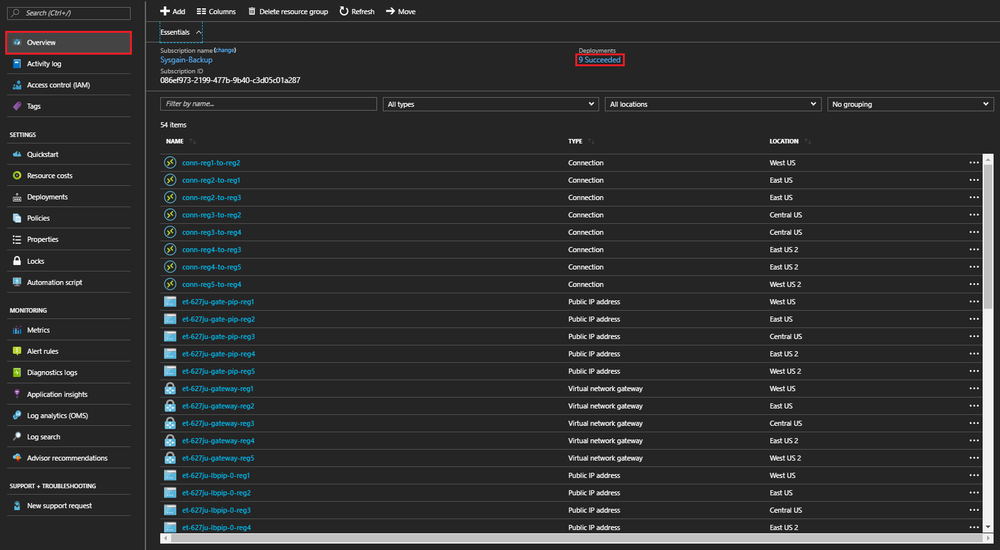 Search (Ctrl+/)
Overview
Activity log
Access control (IAM)
Tags
SETTINGS
Quickstart
Resource costs
Deployments
Policies
Properties
Locks
Automation script
MONITORING
Metrics
Alert rules
Diagnostics logs
Application insights
Log analytics (OMS)
Log search
Advisor recommendations
SUPPORT + TROUBLESHOOTING
New support request
Add Columns Delete resource group Refresh Move
Essentials
Subscription name (change) Deployments
Sysgain-Backup 9 Succeeded
Subscription ID
086ef973-2199-477b-9b40-c3d05c01a287
Filter by name... All types All locations No grouping
54 items
NAME TYPE LOCATION
conn-reg1-to-reg2 Connection West US
conn-reg2-to-reg1 Connection East US
conn-reg2-to-reg3 Connection East US
conn-reg3-to-reg2 Connection Central US
conn-reg3-to-reg4 Connection Central US
conn-reg4-to-reg3 Connection East US 2
conn-reg4-to-reg5 Connection East US 2
conn-reg5-to-reg4 Connection West US 2
et-627ju-gate-pip-reg1 Public IP address West US
et-627ju-gate-pip-reg2 Public IP address East US
et-627ju-gate-pip-reg3 Public IP address Central US
et-627ju-gate-pip-reg4 Public IP address East US 2
et-627ju-gate-pip-reg5 Public IP address West US 2
et-627ju-gateway-reg1 Virtual network gateway West US
et-627ju-gateway-reg2 Virtual network gateway East US
et-627ju-gateway-reg3 Virtual network gateway Central US
et-627ju-gateway-reg4 Virtual network gateway East US 2
et-627ju-gateway-reg5 Virtual network gateway West US 2
et-627ju-lbpip-0-reg1 Public IP address West US
et-627ju-lbpip-0-reg2 Public IP address East US
et-627ju-lbpip-0-reg3 Public IP address Central US
et-627ju-lbpip-0-reg4 Public IP address East US 2